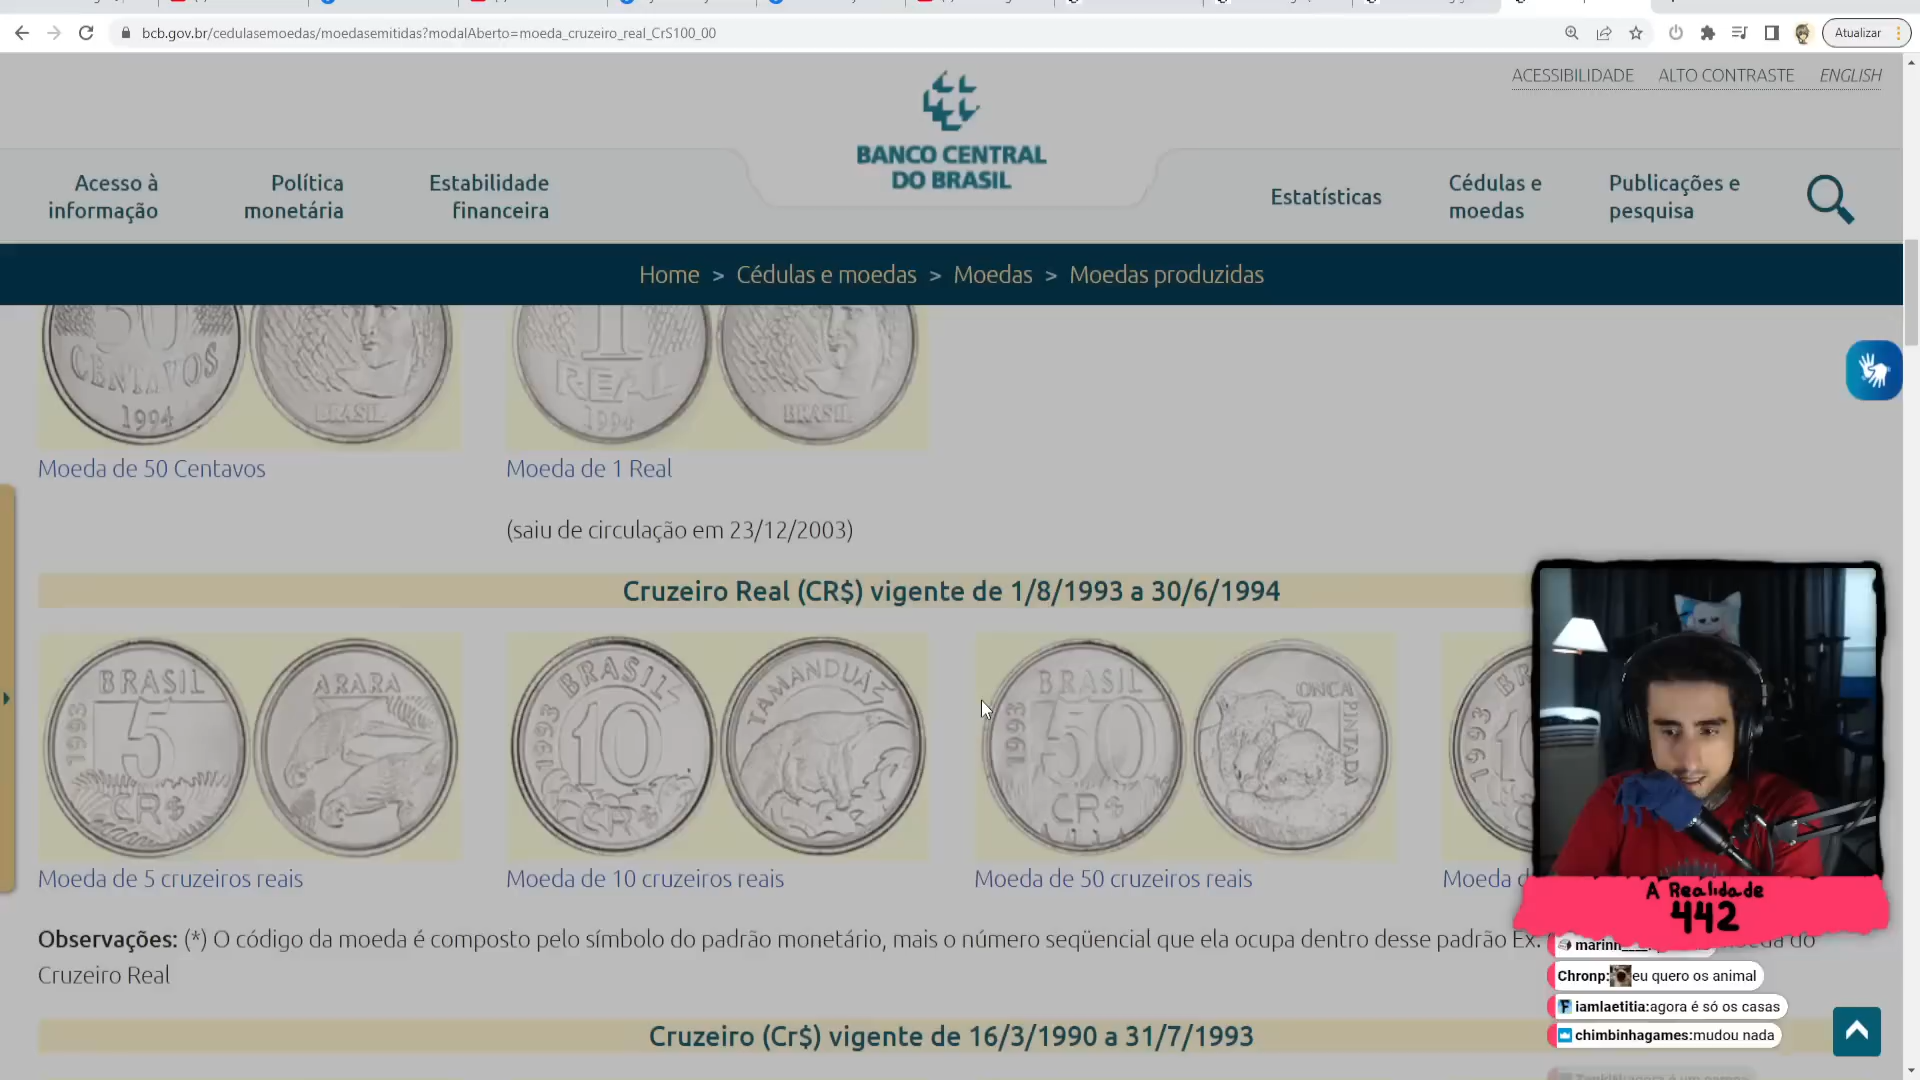 bcb.gov.br/cedulasemoedas/moedasemitidas?modalAberto=moeda_cruzeiro_real_CrS100_00
Atualizar
ACESSIBILIDADE ALTO CONTRASTE ENGLISH
BANCO CENTRAL
DO BRASIL
Acesso à
informação
Política
monetária
Estabilidade
financeira
Estatísticas
Cédulas e
moedas
Publicações e
pesquisa
Home > Cédulas e moedas > Moedas > Moedas produzidas
50
CENTAVOS
1994
BRASIL
1
REAL
1994
BRASIL
Moeda de 50 Centavos
Moeda de 1 Real
(saiu de circulação em 23/12/2003)
Cruzeiro Real (CR$) vigente de 1/8/1993 a 30/6/1994
BRASIL
1993
5
CR$
ARARA
BRASIL
1993
10
CR$
TAMANDUÁ
BRASIL
1993
50
CR$
ONÇA PINTADA
1993
Moeda de 5 cruzeiros reais
Moeda de 10 cruzeiros reais
Moeda de 50 cruzeiros reais
Moeda
Observações: (*) O código da moeda é composto pelo símbolo do padrão monetário, mais o número seqüencial que ela ocupa dentro desse padrão Ex.
Cruzeiro Real
Cruzeiro (Cr$) vigente de 16/3/1990 a 31/7/1993
A Realidade
442
Chronp: eu quero os animal
iamlaetitia: agora é só os casas
chimbinhagames: mudou nada